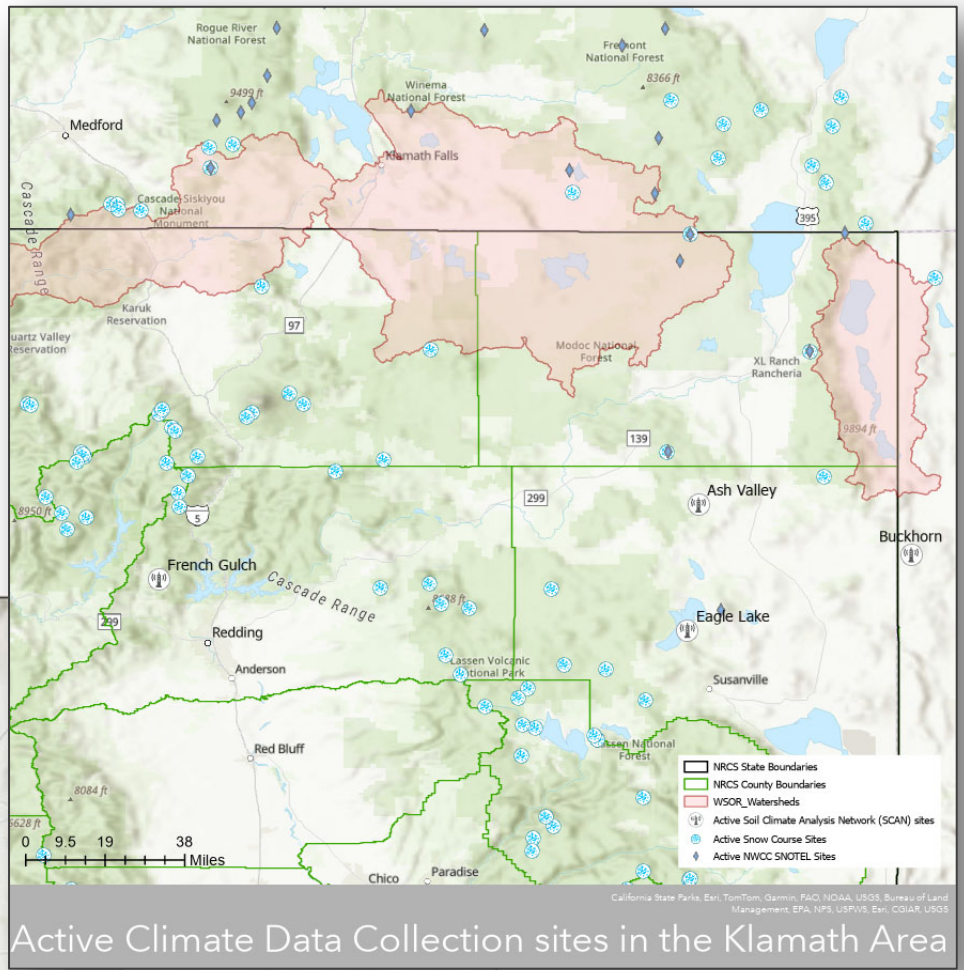 Rogue River
National Forest
Fremont
National Forest
8366 ft
9499 ft
Winema
National Forest
Medford
Klamath Falls
Cascade Range
Cascade-Siskiyou
National
Monument
395
Karuk
Reservation
uartz Valley
Reservation
97
Modoc National
Forest
XL Ranch
Rancheria
139
9894 ft
299
Ash Valley
8950 ft
5
Buckhorn
French Gulch
Cascade Range
8688 ft
299
Eagle Lake
Redding
Anderson
Lassen Volcanic
National Park
Susanville
Red Bluff
assen National
Forest
8084 ft
5628 ft
0 9.5 19 38
Miles
Chico
Paradise
NRCS State Boundaries
NRCS County Boundaries
WSOR_Watersheds
Active Soil Climate Analysis Network (SCAN) sites
Active Snow Course Sites
Active NWCC SNOTEL Sites
California State Parks, Esri, TomTom, Garmin, FAO, NOAA, USGS, Bureau of Land
Management, EPA, NPS, USFWS, Esri, CGIAR, USGS
Active Climate Data Collection sites in the Klamath Area